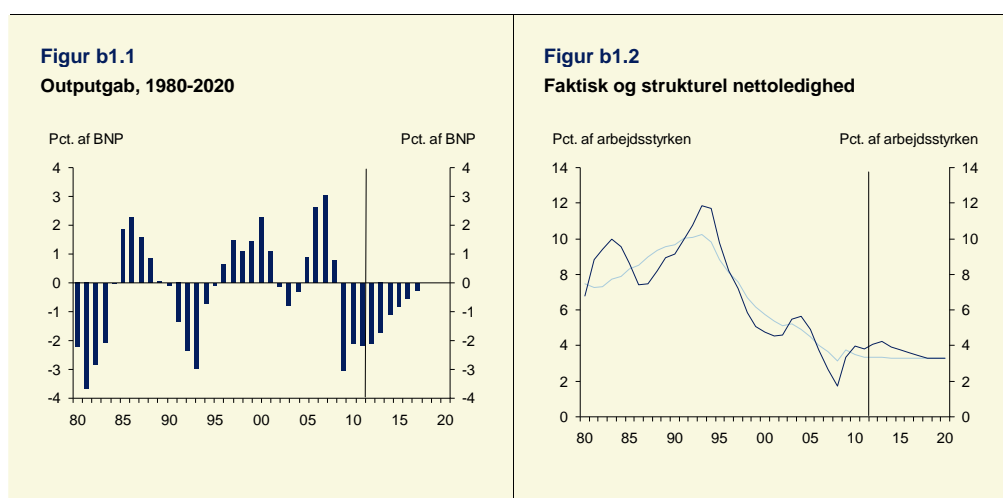 Figur b1.1
Outputgab, 1980-2020
Pct. af BNP Pct. af BNP
4 4
3 3
2 2
1 1
0 0
-1 -1
-2 -2
-3 -3
-4 -4
80 85 90 95 00 05 10 15 20
Figur b1.2
Faktisk og strukturel nettoledighed
Pct. af arbejdsstyrken Pct. af arbejdsstyrken
14 14
12 12
10 10
8 8
6 6
4 4
2 2
0 0
80 85 90 95 00 05 10 15 20